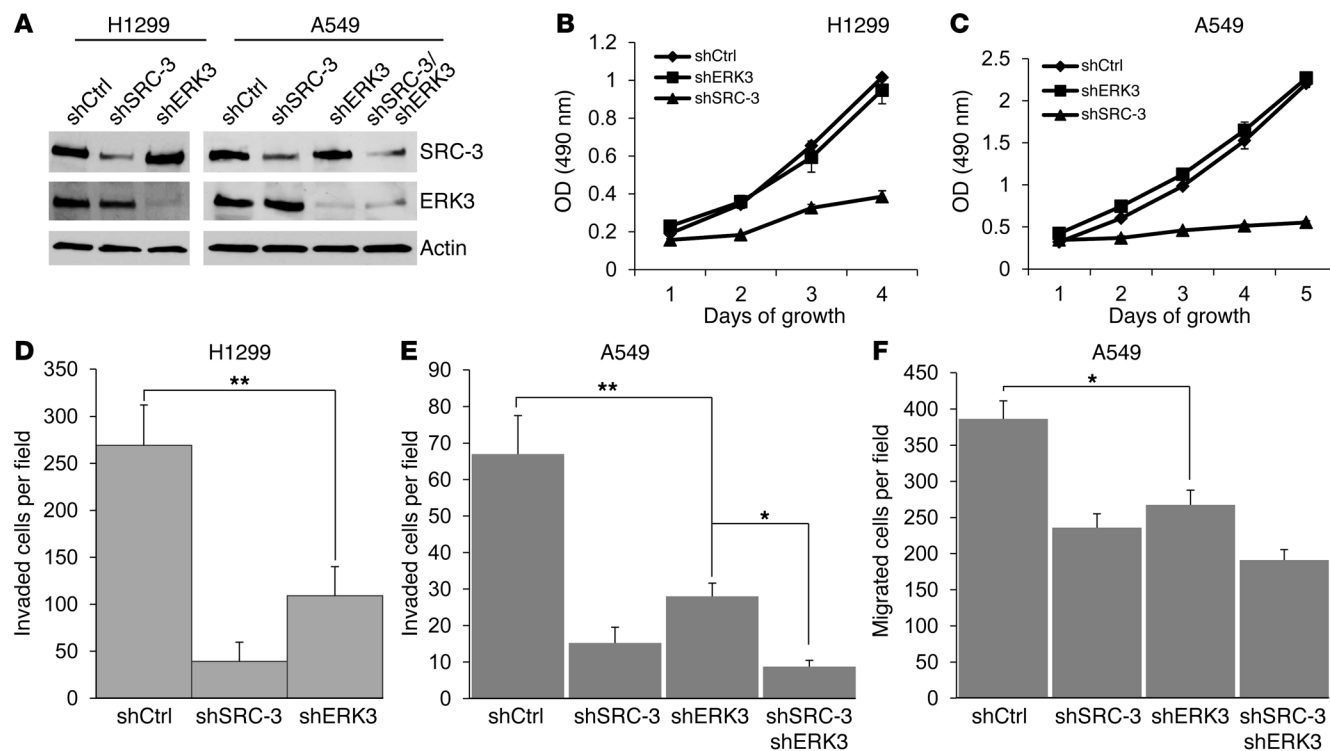 A
H1299
A549
shCtrl
shSRC-3
shERK3
shCtrl
shSRC-3
shERK3
shSRC-3/
shERK3
SRC-3
ERK3
Actin
B
H1299
shCtrl
shERK3
shSRC-3
OD (490 nm)
1.2
1
0.8
0.6
0.4
0.2
0
1 2 3 4
Days of growth
C
A549
shCtrl
shERK3
shSRC-3
OD (490 nm)
2.5
2
1.5
1
0.5
0
1 2 3 4 5
Days of growth
D
H1299
Invaded cells per field
350
300
250
200
150
100
50
0
**
shCtrl shSRC-3 shERK3
E
A549
Invaded cells per field
90
80
70
60
50
40
30
20
10
0
**
*
shCtrl shSRC-3 shERK3 shSRC-3
shERK3
F
A549
Migrated cells per field
450
400
350
300
250
200
150
100
50
0
*
shCtrl shSRC-3 shERK3 shSRC-3
shERK3